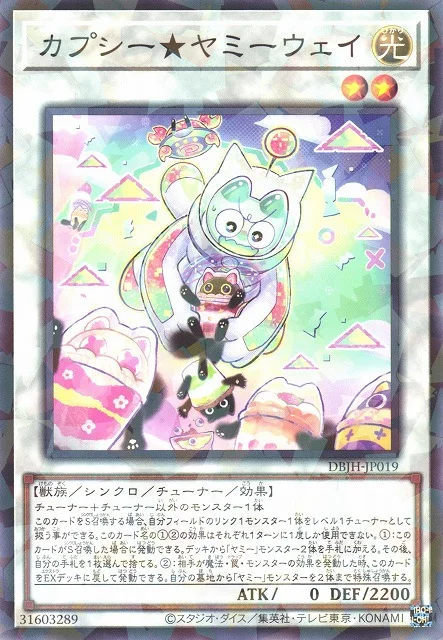 カプシー★ヤミーウェイ
光
DBJH-JP019
【獣族／シンクロ／チューナー／効果】
チューナー＋チューナー以外のモンスター1体
このカードをS召喚する場合、自分フィールドのリンク1モンスター1体をレベル1チューナーとして
扱う事ができる。このカード名の①②の効果はそれぞれ1ターンに1度しか使用できない。①：この
カードがS召喚した場合に発動できる。デッキから「ヤミー」モンスター2体を手札に加える。その後、
自分の手札を1枚選んで捨てる。②：相手が魔法・罠・モンスターの効果を発動した時、このカード
をEXデッキに戻して発動できる。自分の墓地から「ヤミー」モンスターを2体まで特殊召喚する。
ATK/ 0 DEF/2200
31603289 ©スタジオ・ダイス／集英社・テレビ東京・KONAMI